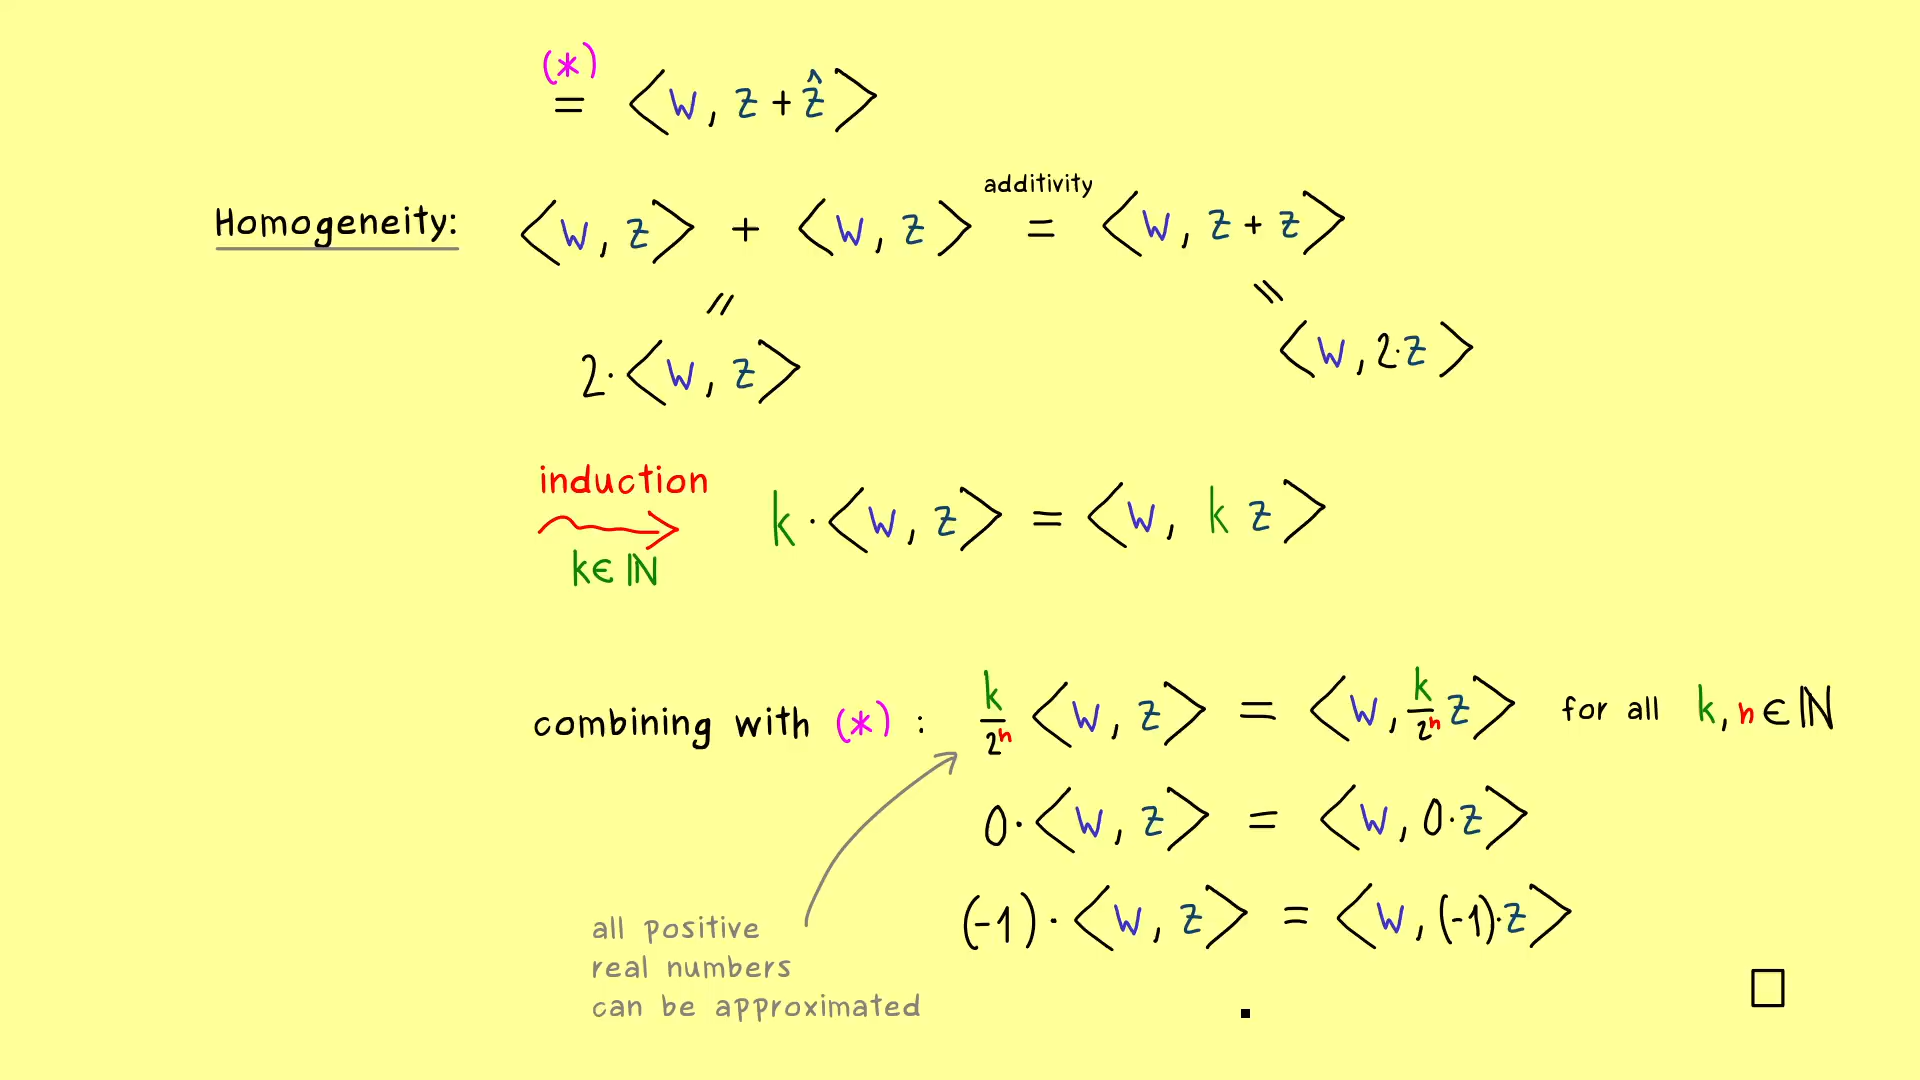 (*)
= ⟨w, z + ẑ⟩
additivity
Homogeneity: ⟨w, z⟩ + ⟨w, z⟩ = ⟨w, z + z⟩
= =
2·⟨w, z⟩ ⟨w, 2·z⟩
induction
k·⟨w, z⟩ = ⟨w, k z⟩
k∈ℕ
combining with (*) : k/2ⁿ ⟨w, z⟩ = ⟨w, k/2ⁿ z⟩ for all k, n ∈ ℕ
0·⟨w, z⟩ = ⟨w, 0·z⟩
(-1)·⟨w, z⟩ = ⟨w, (-1)·z⟩
all positive
real numbers
can be approximated